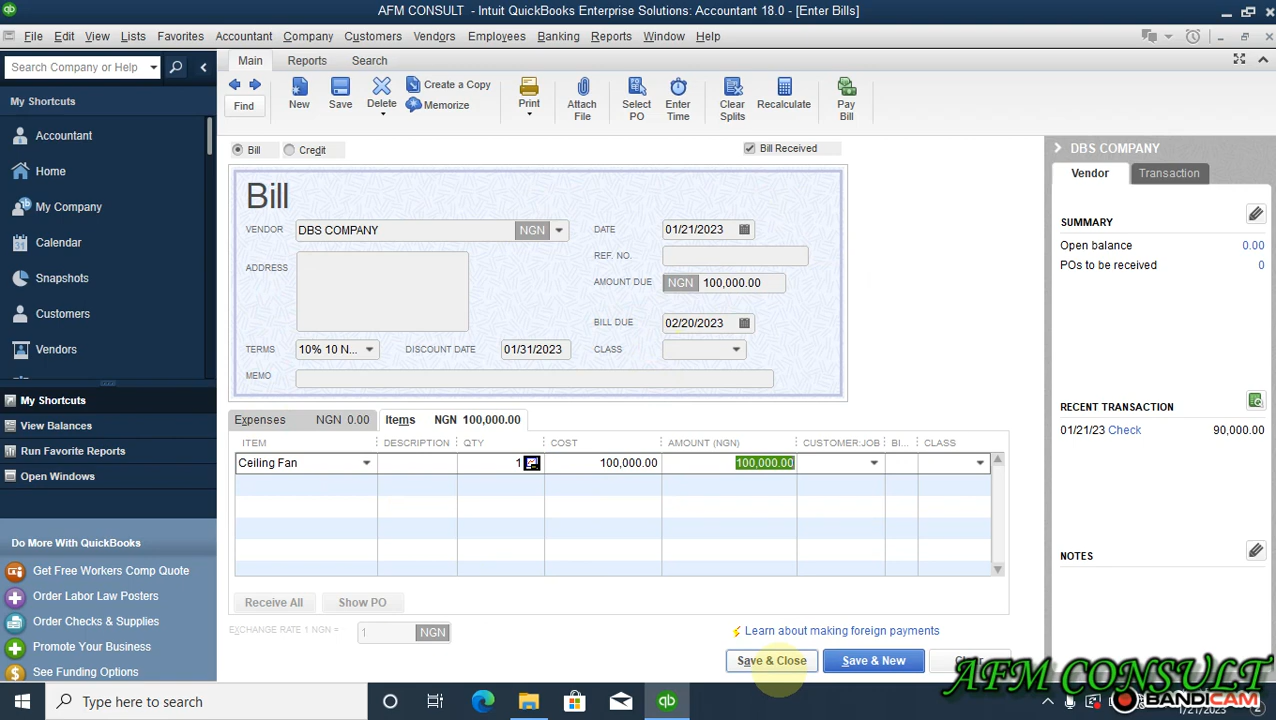 AFM CONSULT - Intuit QuickBooks Enterprise Solutions: Accountant 18.0 - [Enter Bills]
File Edit View Lists Favorites Accountant Company Customers Vendors Employees Banking Reports Window Help
Search Company or Help
Main Reports Search
My Shortcuts
Accountant
Home
My Company
Calendar
Snapshots
Customers
Vendors
My Shortcuts
View Balances
Run Favorite Reports
Open Windows
Do More With QuickBooks
Get Free Workers Comp Quote
Order Labor Law Posters
Order Checks & Supplies
Promote Your Business
See Funding Options
Find
New
Save
Delete
Create a Copy
Memorize
Print
Attach File
Select PO
Enter Time
Clear Splits
Recalculate
Pay Bill
Bill Credit Bill Received
Bill
VENDOR DBS COMPANY NGN
DATE 01/21/2023
ADDRESS
REF. NO.
AMOUNT DUE NGN 100,000.00
BILL DUE 02/20/2023
TERMS 10% 10 N... DISCOUNT DATE 01/31/2023 CLASS
MEMO
Expenses NGN 0.00 Items NGN 100,000.00
ITEM DESCRIPTION QTY COST AMOUNT (NGN) CUSTOMER:JOB BI... CLASS
Ceiling Fan 1 100,000.00 100,000.00
Receive All Show PO
EXCHANGE RATE 1 NGN = 1 NGN
Learn about making foreign payments
Save & Close Save & New
DBS COMPANY
Vendor Transaction
SUMMARY
Open balance 0.00
POs to be received 0
RECENT TRANSACTION
01/21/23 Check 90,000.00
NOTES
AFM CONSULT
BANDICAM
Type here to search
1/21/2023